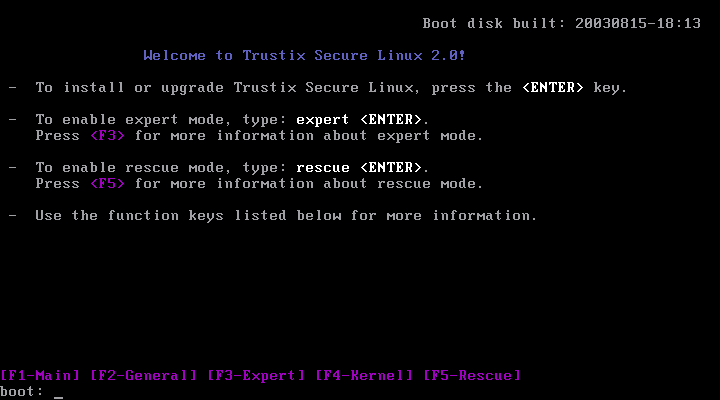 Boot disk built: 20030815-18:13
Welcome to Trustix Secure Linux 2.0!
- To install or upgrade Trustix Secure Linux, press the <ENTER> key.
- To enable expert mode, type: expert <ENTER>.
Press <F3> for more information about expert mode.
- To enable rescue mode, type: rescue <ENTER>.
Press <F5> for more information about rescue mode.
- Use the function keys listed below for more information.
[F1-Main] [F2-General] [F3-Expert] [F4-Kernel] [F5-Rescue]
boot: _